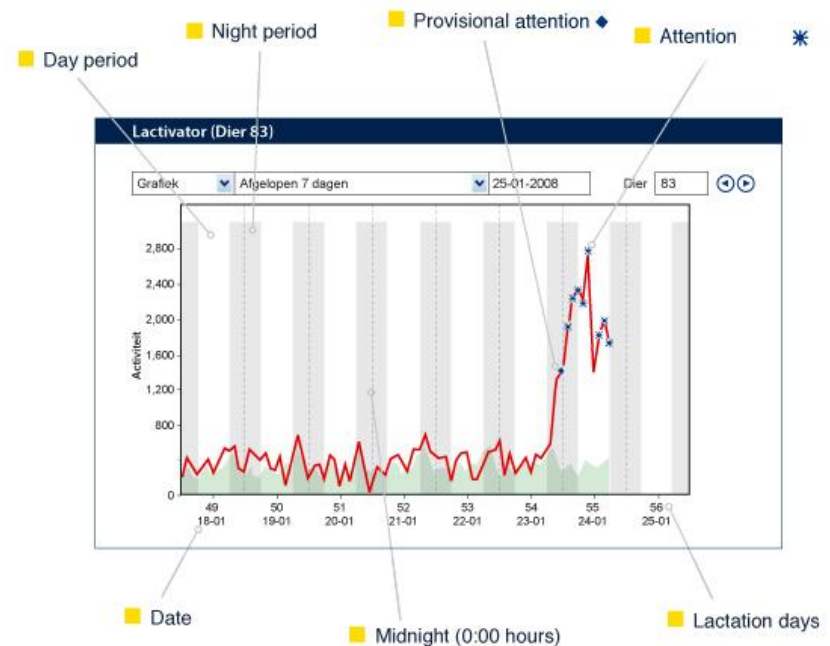 Provisional attention
Night period
Attention
Day period
Lactivator (Dier 83)
Grafiek
Afgelopen 7 dagen
25-01-2008
Dier
83
2,800
2,400
2,000
1,600
1,200
800
0
Activiteit
49 50 51 52 53 54 55 56
18-01 19-01 20-01 21-01 22-01 23-01 24-01 25-01
Date
Lactation days
Midnight (0:00 hours)